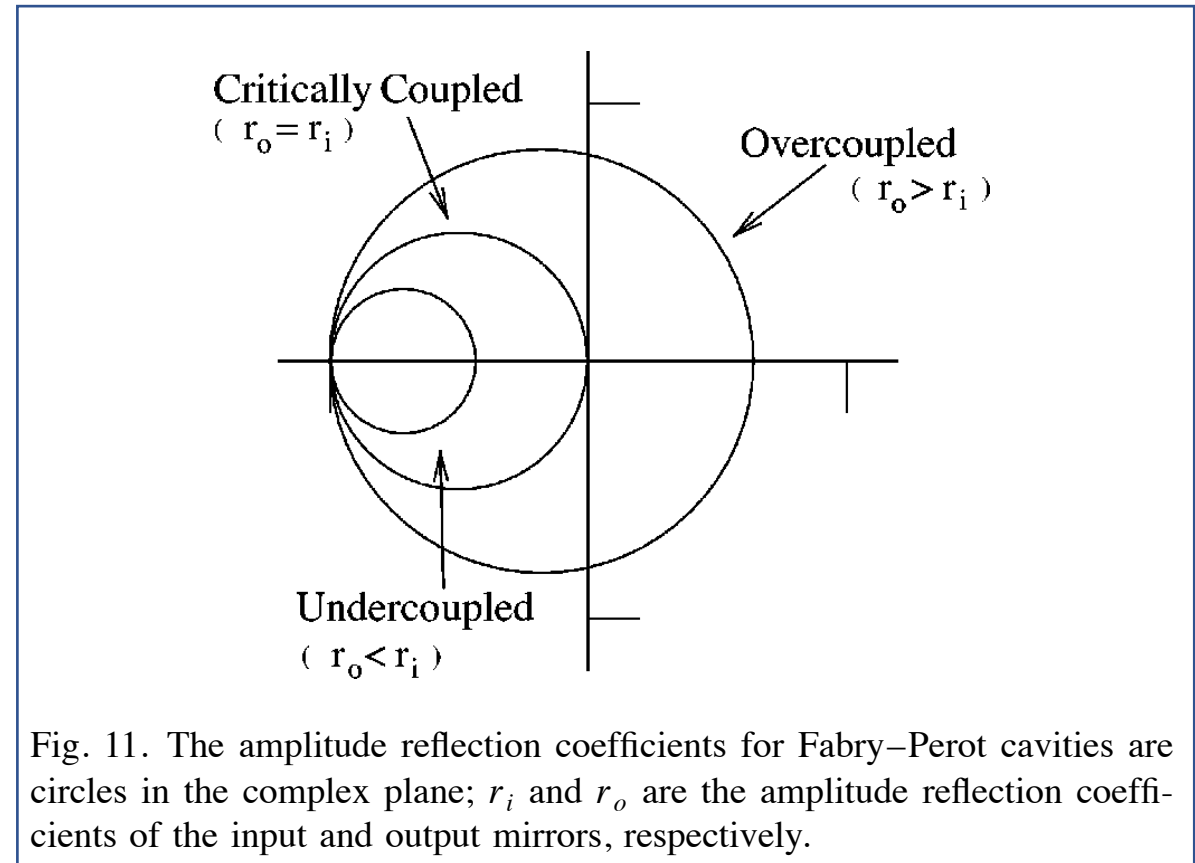 Critically Coupled
( r_o = r_i )
Overcoupled
( r_o > r_i )
Undercoupled
( r_o < r_i )
Fig. 11. The amplitude reflection coefficients for Fabry–Perot cavities are
circles in the complex plane; r_i and r_o are the amplitude reflection coeffi-
cients of the input and output mirrors, respectively.